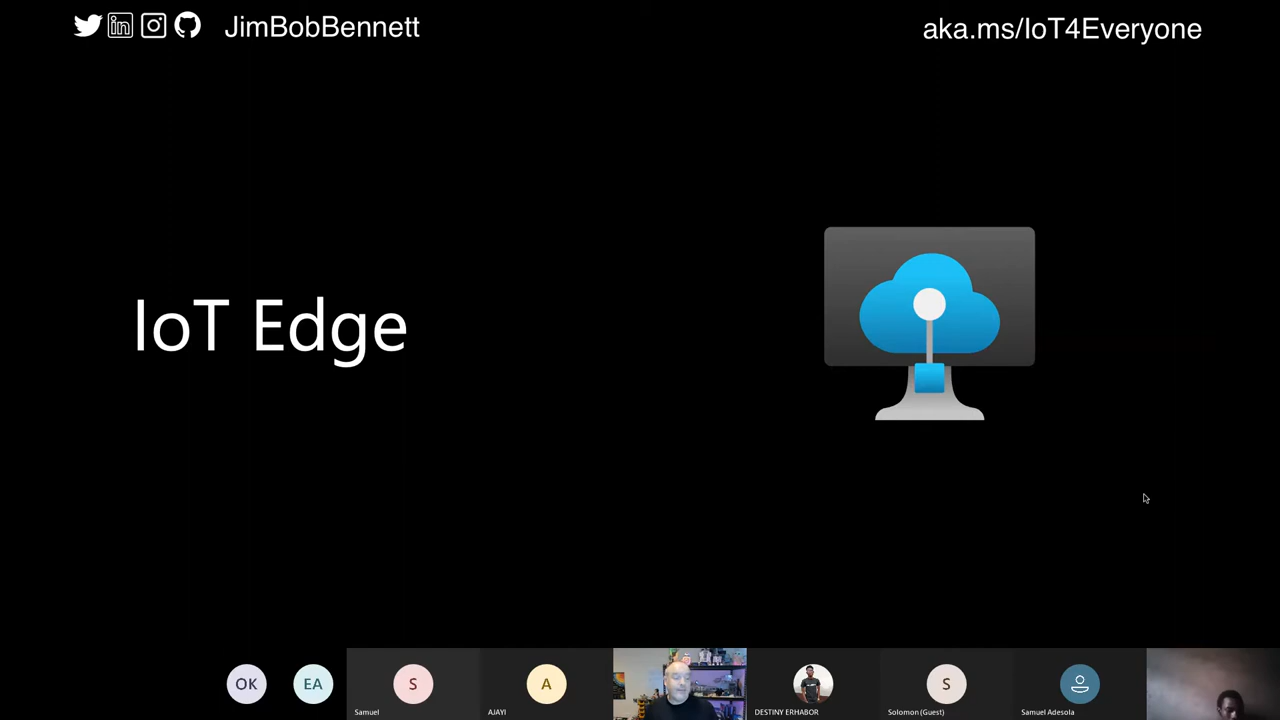 JimBobBennett
aka.ms/IoT4Everyone
IoT Edge
OK
EA
S
Samuel
A
AJAYI
DESTINY ERHABOR
S
Solomon (Guest)
Samuel Adesola